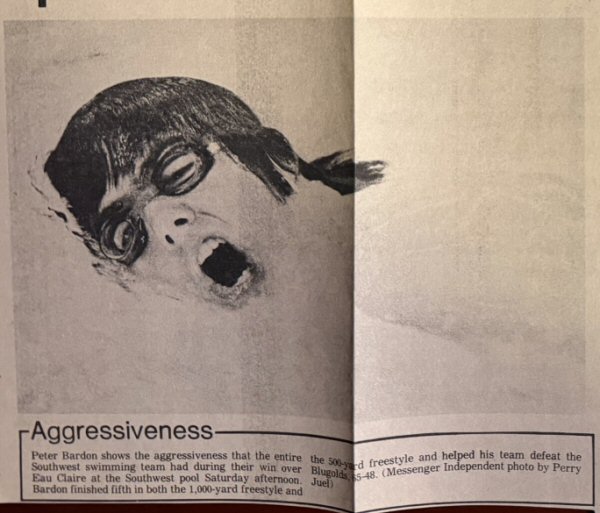 Aggressiveness
Peter Bardon shows the aggressiveness that the entire
Southwest swimming team had during their win over
Eau Claire at the Southwest pool Saturday afternoon.
Bardon finished fifth in both the 1,000-yard freestyle and
the 500-yard freestyle and helped his team defeat the
Blugolds, 65-48. (Messenger Independent photo by Perry
Juel)